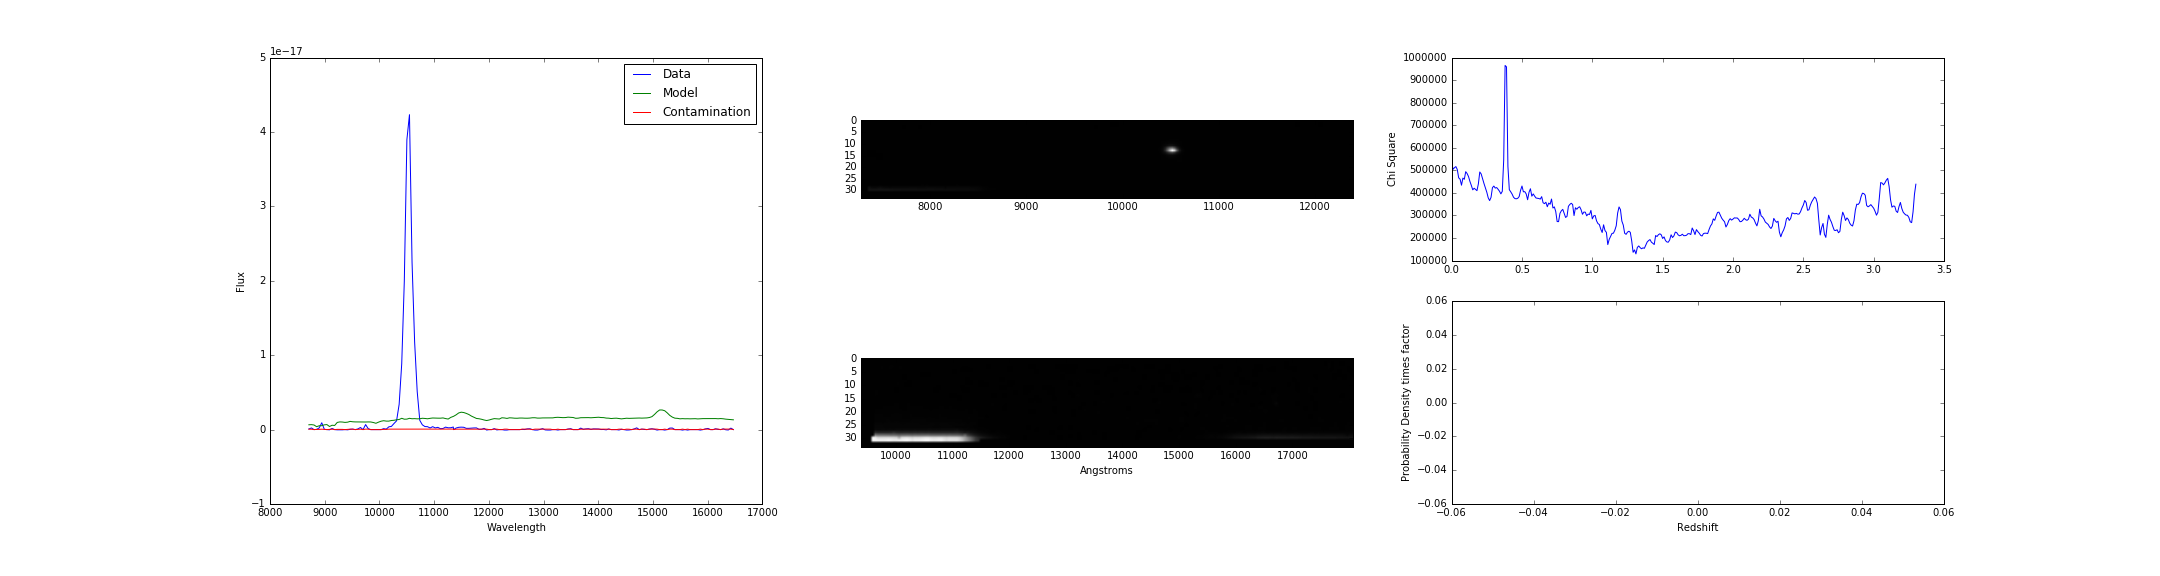 1e−17
5
4
3
2
1
0
−1
Flux
8000 9000 10000 11000 12000 13000 14000 15000 16000 17000
Wavelength
Data
Model
Contamination
0
5
10
15
20
25
30
8000 9000 10000 11000 12000
0
5
10
15
20
25
30
10000 11000 12000 13000 14000 15000 16000 17000
Angstroms
1000000
900000
800000
700000
600000
500000
400000
300000
200000
100000
Chi Square
0.0 0.5 1.0 1.5 2.0 2.5 3.0 3.5
0.06
0.04
0.02
0.00
−0.02
−0.04
−0.06
Probability Density times factor
−0.06 −0.04 −0.02 0.00 0.02 0.04 0.06
Redshift